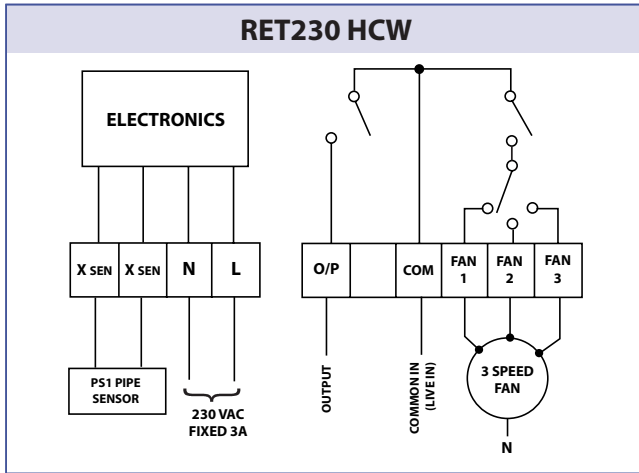 RET230 HCW
ELECTRONICS
X SEN
X SEN
N
L
PS1 PIPE
SENSOR
230 VAC
FIXED 3A
O/P
COM
FAN
1
FAN
2
FAN
3
OUTPUT
COMMON IN
(LIVE IN)
3 SPEED
FAN
N